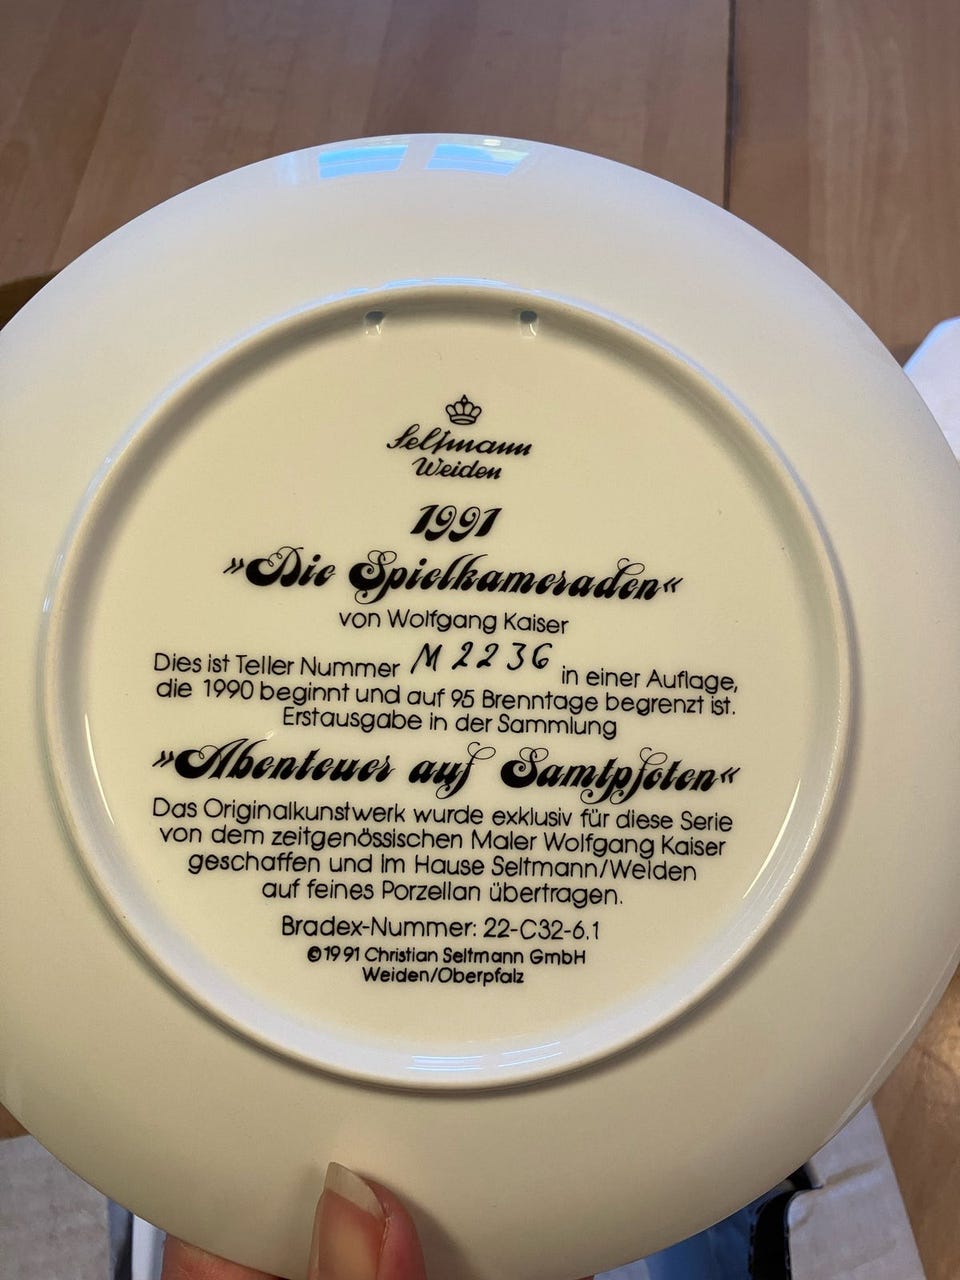 Seltmann
Weiden
1991
»Die Spielkameraden«
von Wolfgang Kaiser
Dies ist Teller Nummer M 2236 in einer Auflage,
die 1990 beginnt und auf 95 Brenntage begrenzt ist.
Erstausgabe in der Sammlung
»Abenteuer auf Samtpfoten«
Das Originalkunstwerk wurde exklusiv für diese Serie
von dem zeitgenössischen Maler Wolfgang Kaiser
geschaffen und im Hause Seltmann/Weiden
auf feines Porzellan übertragen.
Bradex-Nummer: 22-C32-6.1
©1991 Christian Seltmann GmbH
Weiden/Oberpfalz